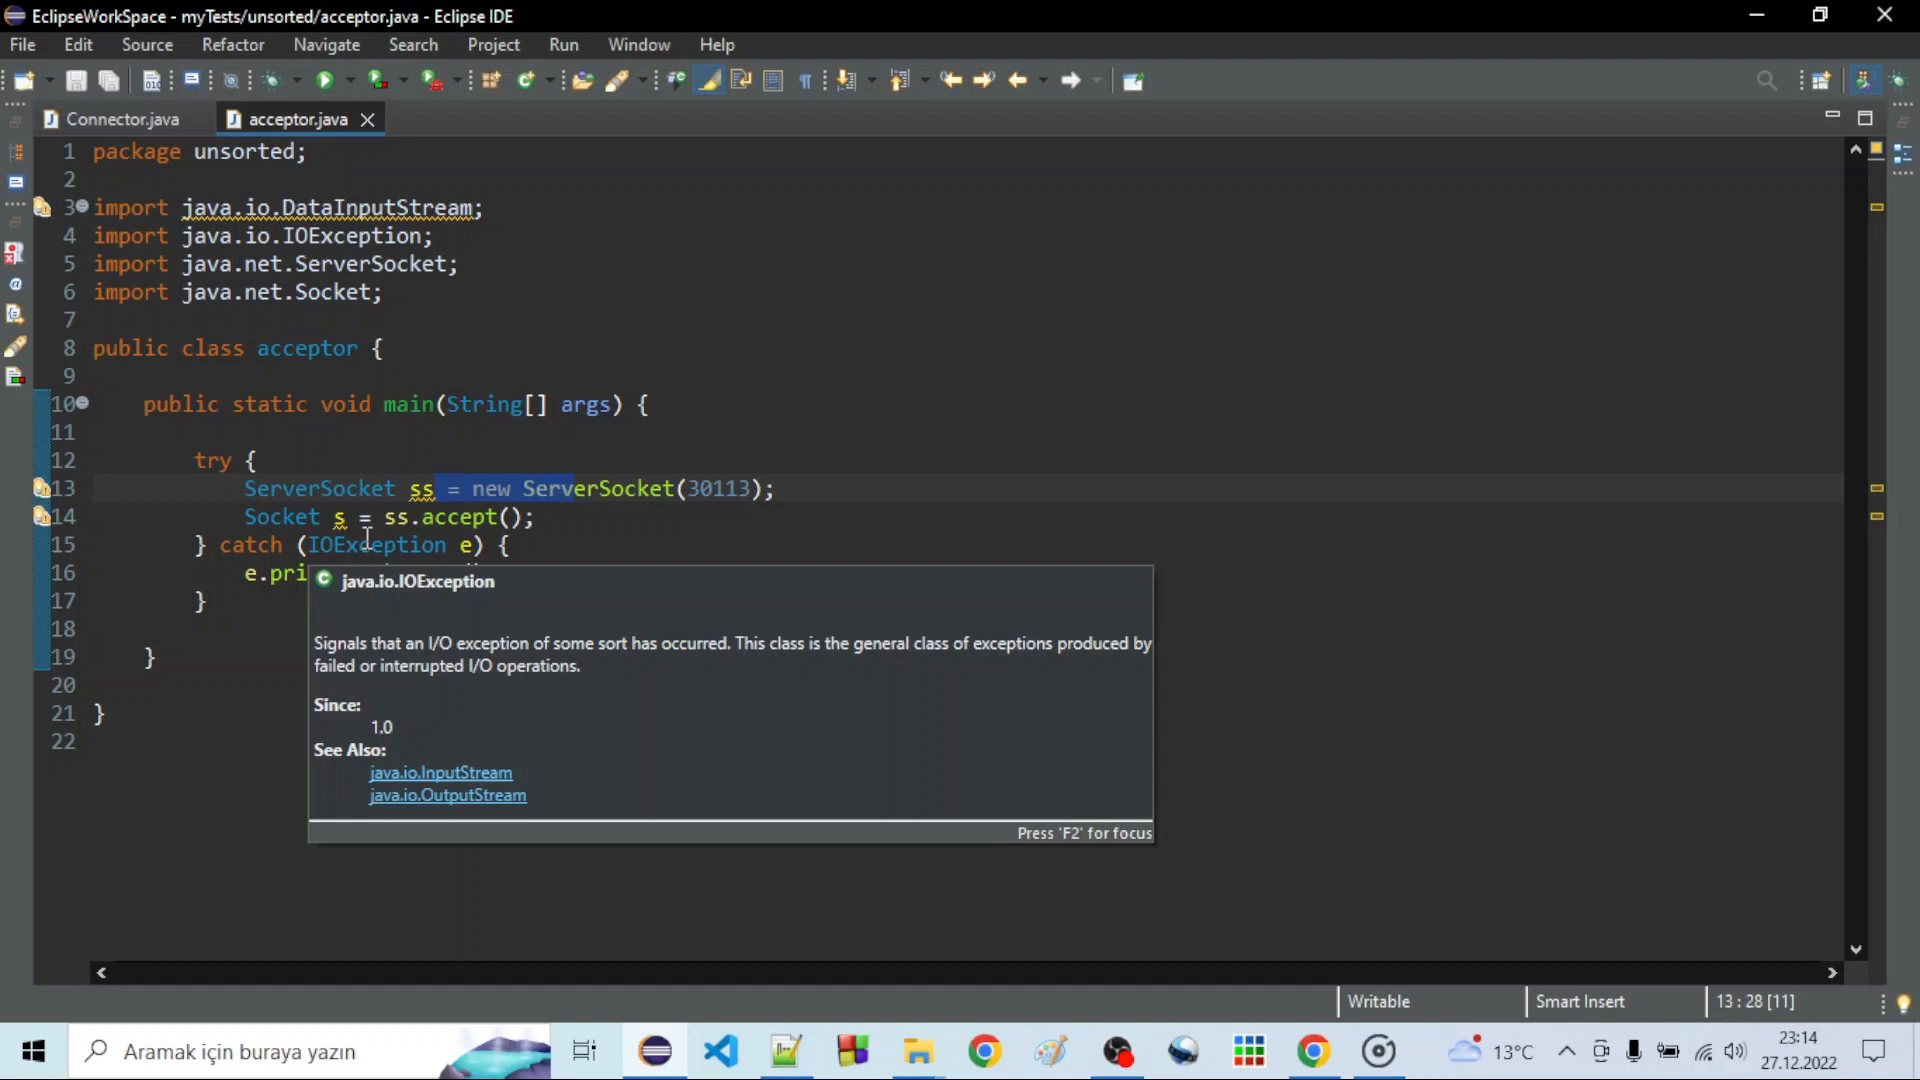 EclipseWorkSpace - myTests/unsorted/acceptor.java - Eclipse IDE
File Edit Source Refactor Navigate Search Project Run Window Help
Connector.java acceptor.java
1 package unsorted;
2
3 import java.io.DataInputStream;
4 import java.io.IOException;
5 import java.net.ServerSocket;
6 import java.net.Socket;
7
8 public class acceptor {
9
10 public static void main(String[] args) {
11
12 try {
13 ServerSocket ss = new ServerSocket(30113);
14 Socket s = ss.accept();
15 } catch (IOException e) {
16 e.pri
17 }
18
19 }
20
21 }
22
java.io.IOException
Signals that an I/O exception of some sort has occurred. This class is the general class of exceptions produced by
failed or interrupted I/O operations.
Since:
1.0
See Also:
java.io.InputStream
java.io.OutputStream
Press 'F2' for focus
Writable Smart Insert 13 : 28 [11]
Aramak için buraya yazın
13°C
23:14
27.12.2022